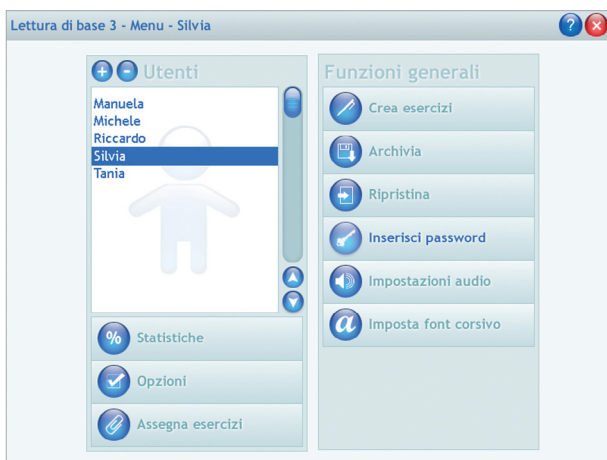 Lettura di base 3 - Menu - Silvia
?
+ - Utenti
Manuela
Michele
Riccardo
Silvia
Tania
% Statistiche
Opzioni
Assegna esercizi
Funzioni generali
Crea esercizi
Archivia
Ripristina
Inserisci password
Impostazioni audio
a Imposta font corsivo